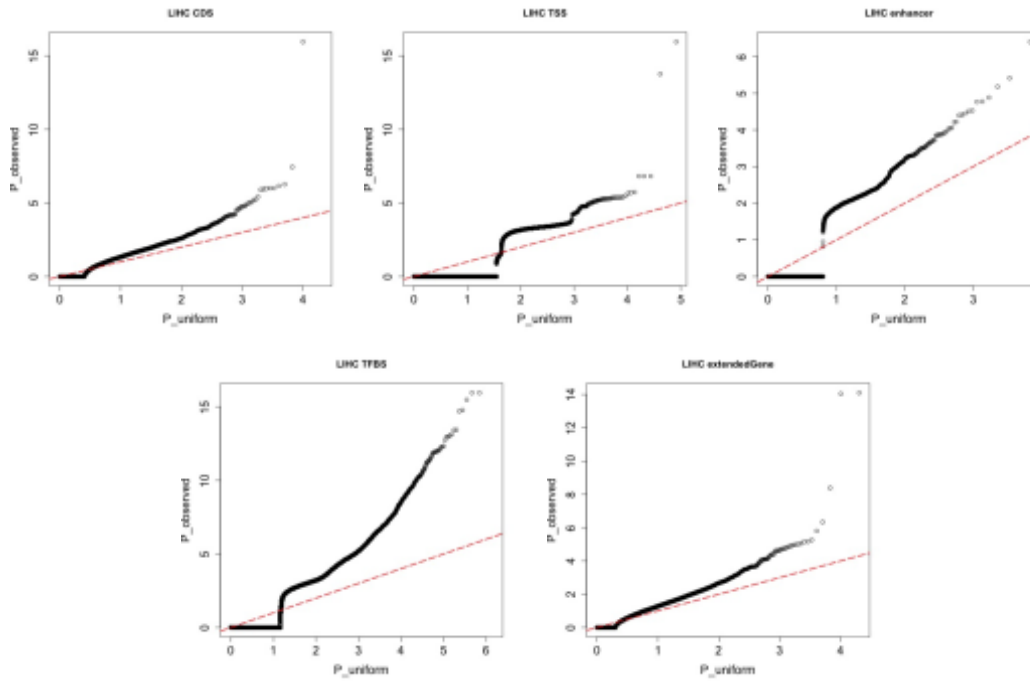 LIHC CDS
P_observed
15
10
5
0
0 1 2 3 4
P_uniform
LIHC TSS
P_observed
15
10
5
0
0 1 2 3 4 5
P_uniform
LIHC enhancer
P_observed
6
5
4
3
2
1
0
0 1 2 3
P_uniform
LIHC TFBS
P_observed
15
10
5
0
0 1 2 3 4 5 6
P_uniform
LIHC extendedGene
P_observed
14
12
10
8
6
4
2
0
0 1 2 3 4
P_uniform